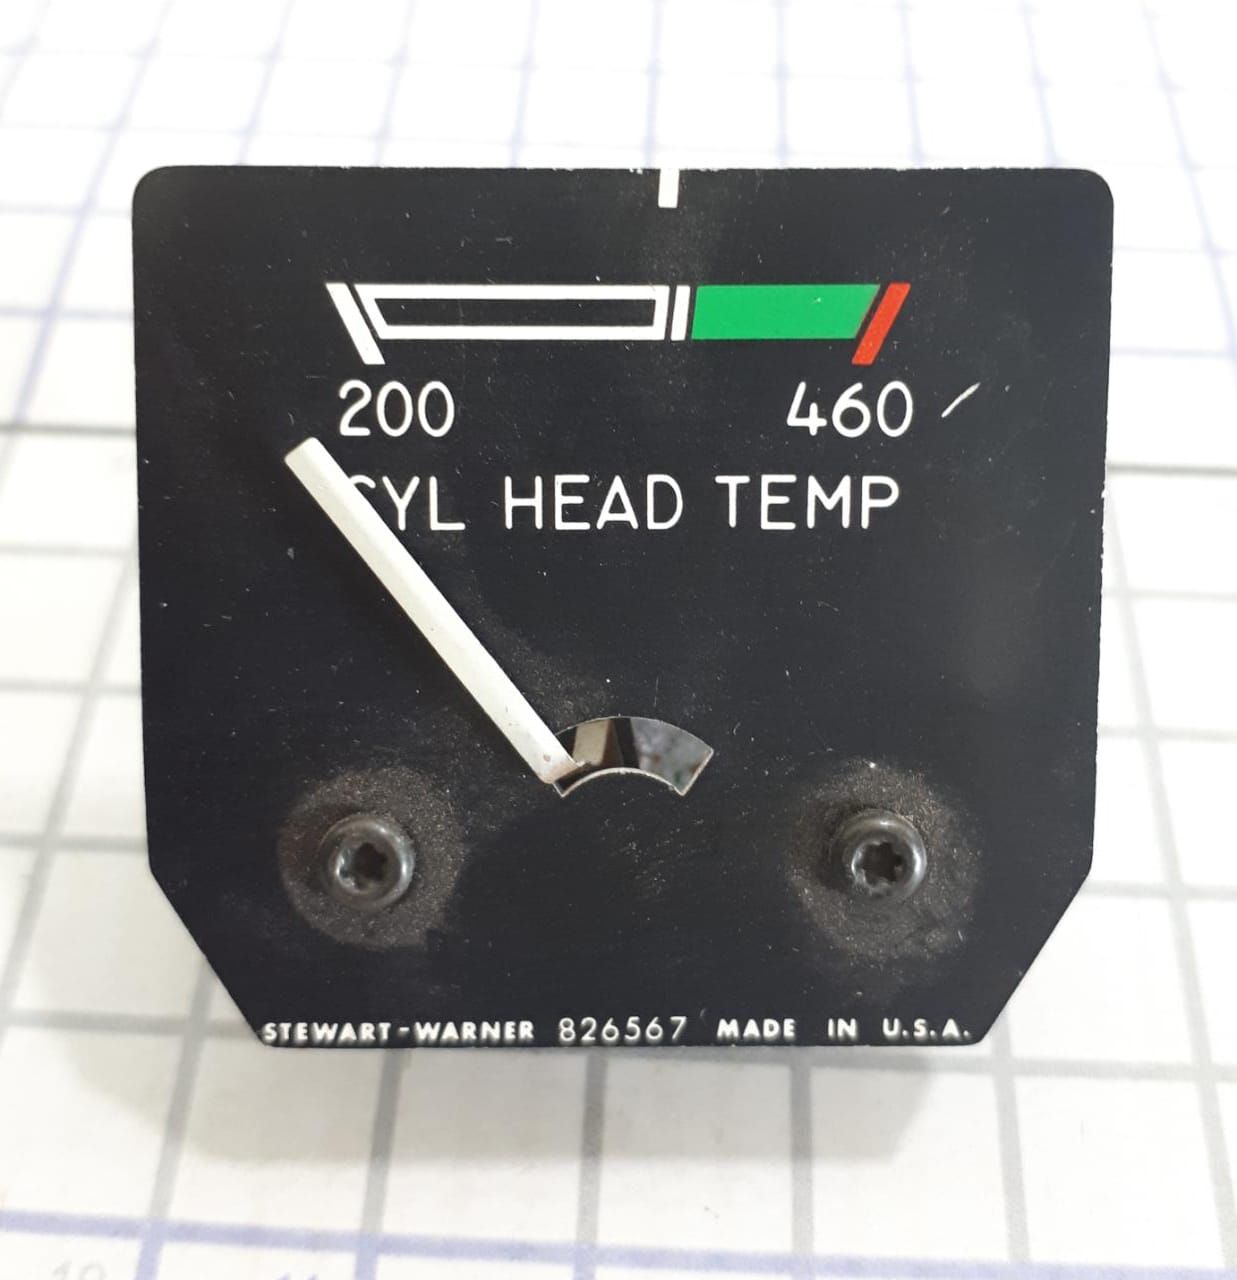 200 460
CYL HEAD TEMP
STEWART-WARNER 826567 MADE IN U.S.A.